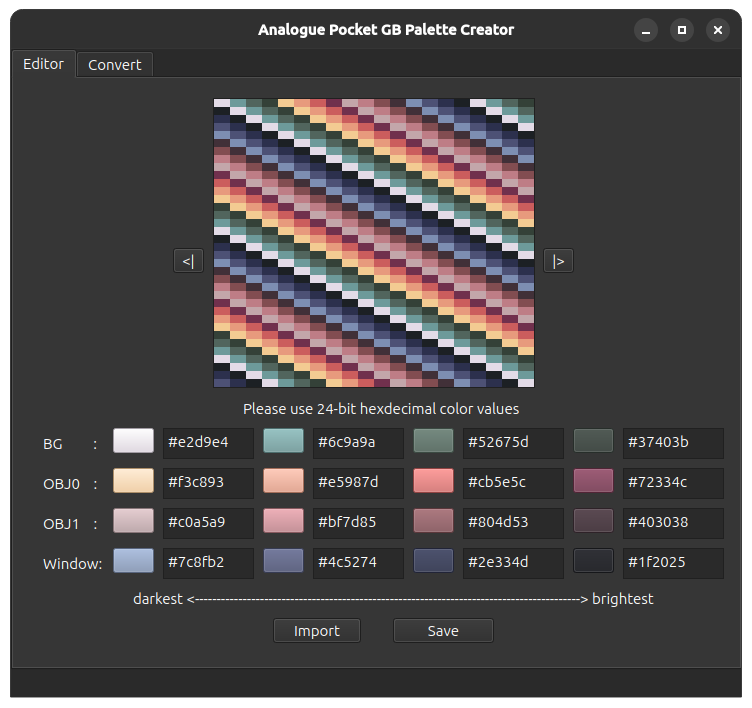 Analogue Pocket GB Palette Creator
Editor Convert
<| |>
Please use 24-bit hexdecimal color values
BG : #e2d9e4 #6c9a9a #52675d #37403b
OBJ0 : #f3c893 #e5987d #cb5e5c #72334c
OBJ1 : #c0a5a9 #bf7d85 #804d53 #403038
Window: #7c8fb2 #4c5274 #2e334d #1f2025
darkest <--------------------------------------------------------------------------------------------> brightest
Import Save